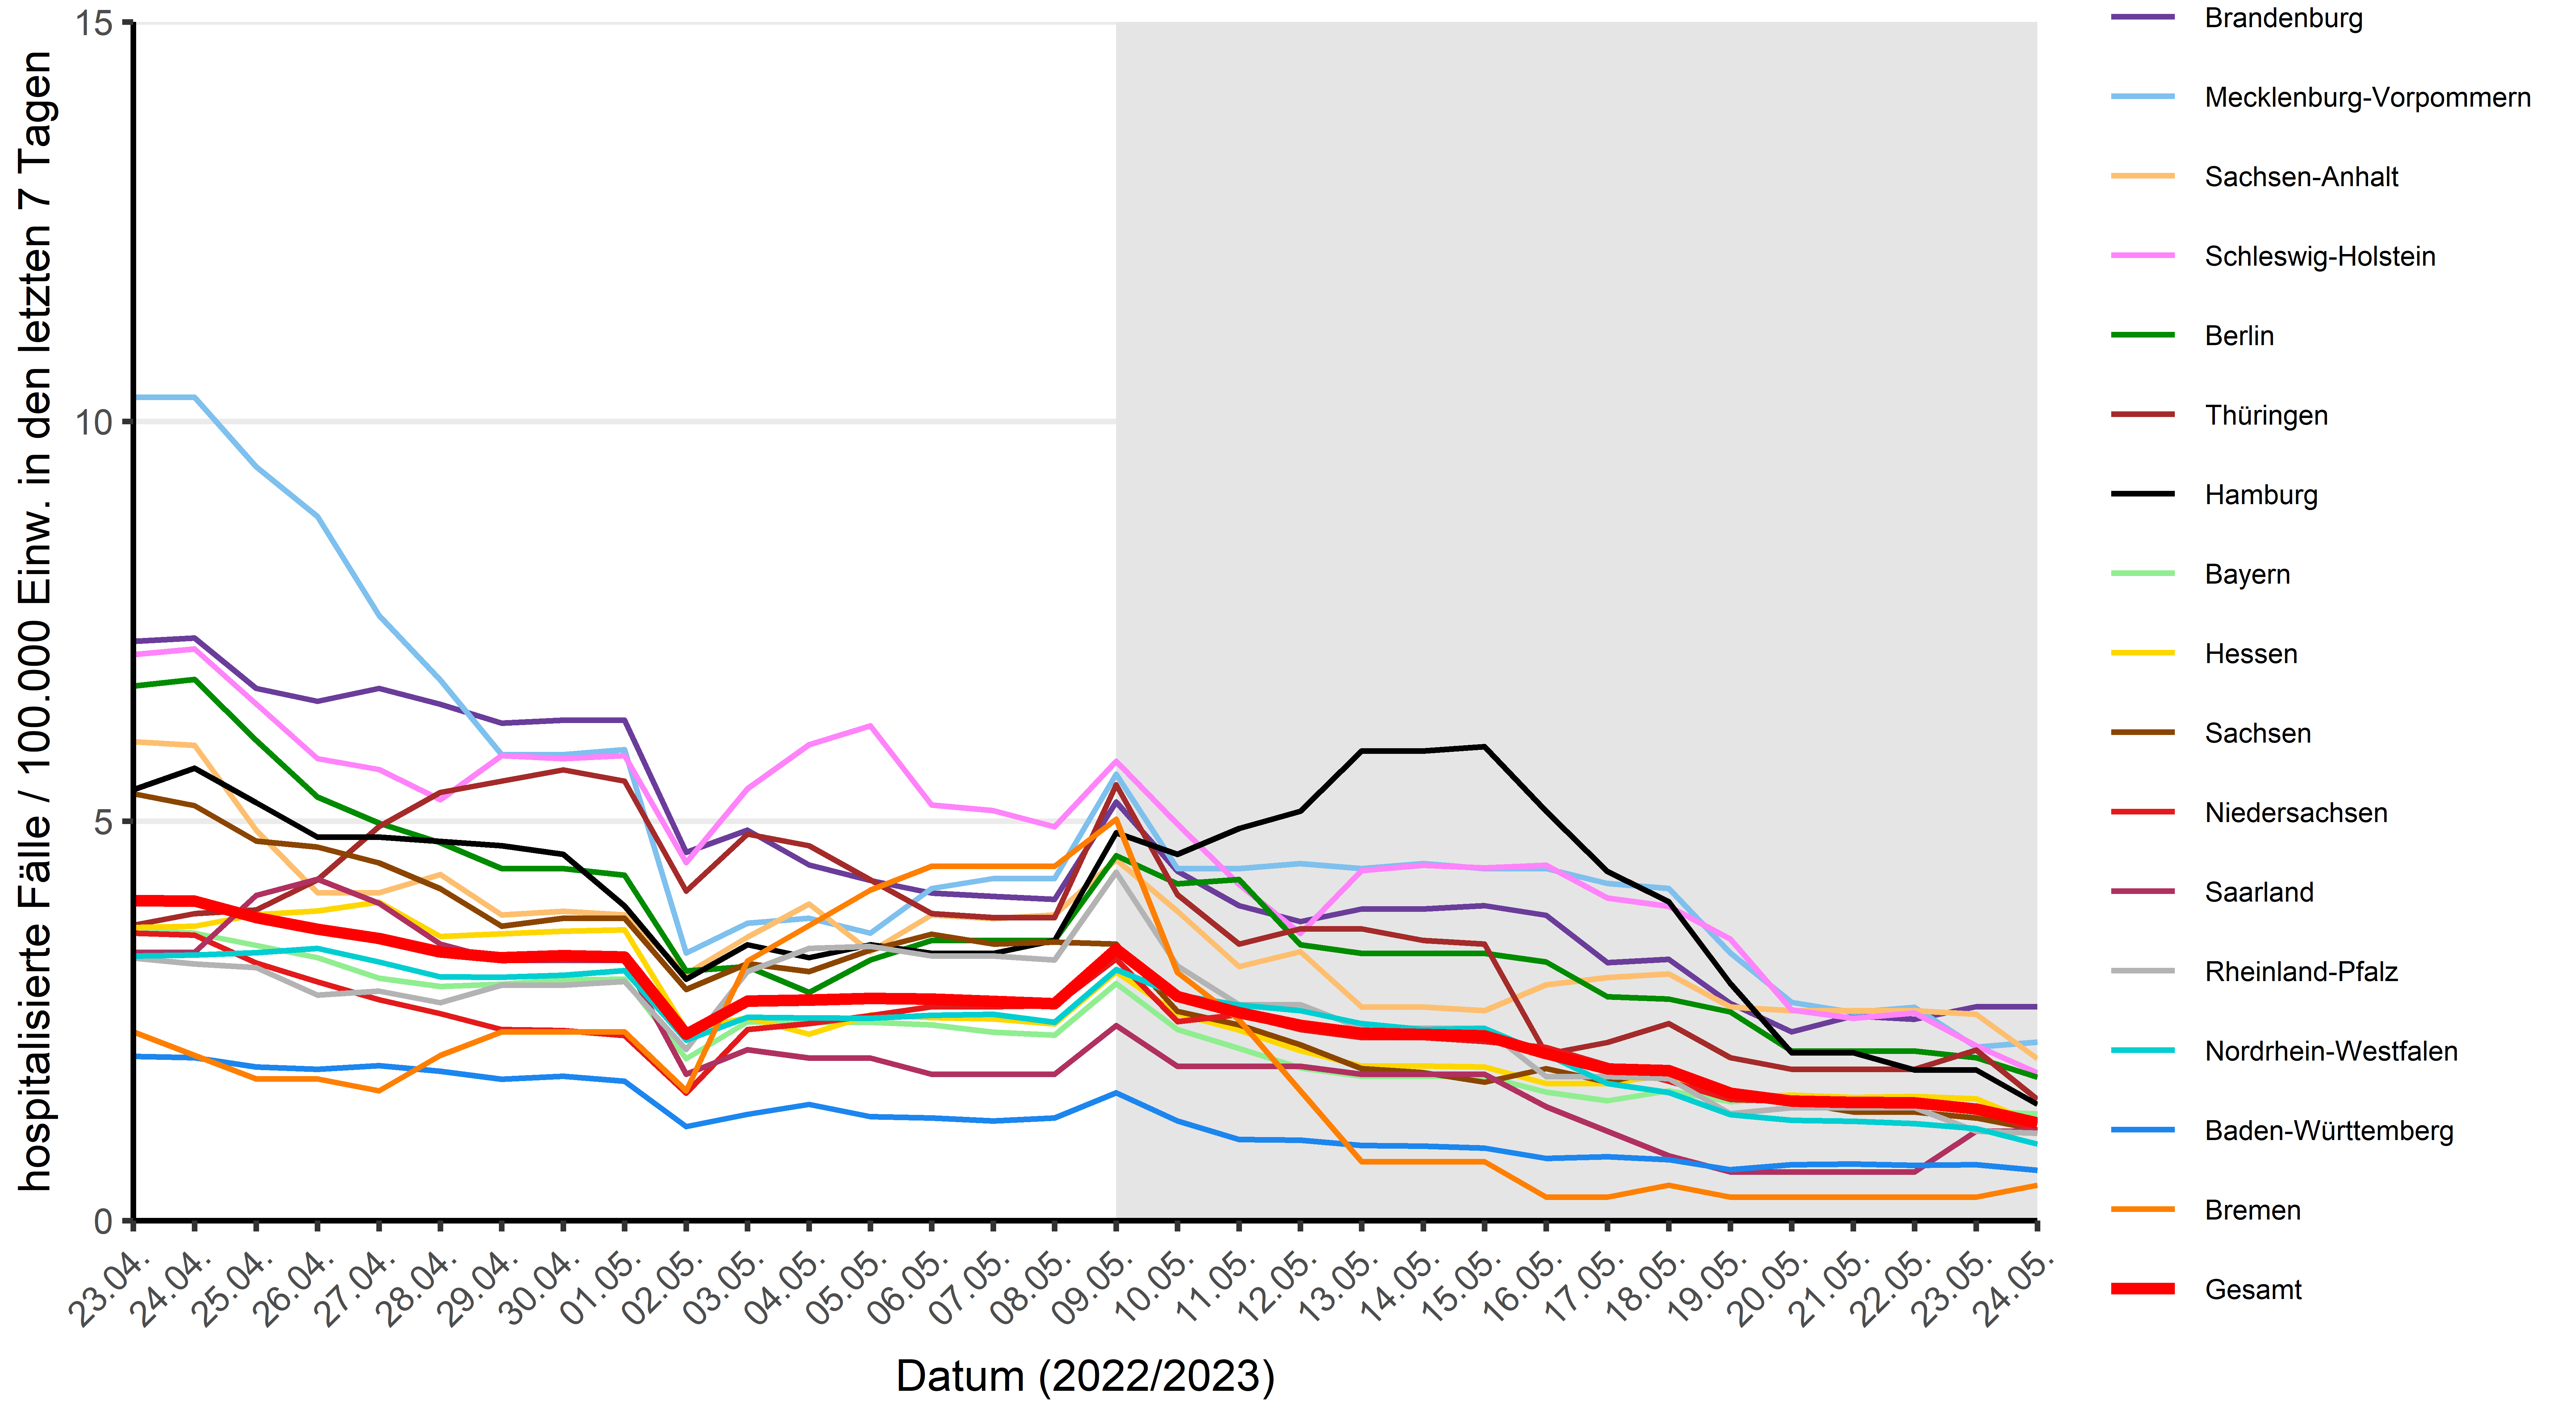 hospitalisierte Fälle / 100.000 Einw. in den letzten 7 Tagen
15
10
5
0
23.04.
24.04.
25.04.
26.04.
27.04.
28.04.
29.04.
30.04.
01.05.
02.05.
03.05.
04.05.
05.05.
06.05.
07.05.
08.05.
09.05.
10.05.
11.05.
12.05.
13.05.
14.05.
15.05.
16.05.
17.05.
18.05.
19.05.
20.05.
21.05.
22.05.
23.05.
24.05.
Datum (2022/2023)
Brandenburg
Mecklenburg-Vorpommern
Sachsen-Anhalt
Schleswig-Holstein
Berlin
Thüringen
Hamburg
Bayern
Hessen
Sachsen
Niedersachsen
Saarland
Rheinland-Pfalz
Nordrhein-Westfalen
Baden-Württemberg
Bremen
Gesamt